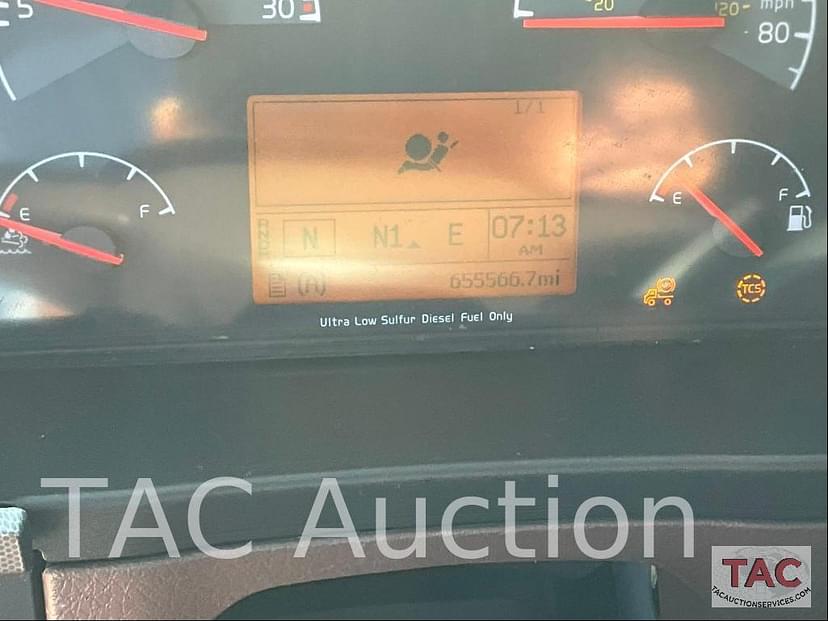 5
30
20
120
mph
80
1/1
E
F
E
F
N
N1
E
07:13
AM
(A)
655566.7mi
TCS
Ultra Low Sulfur Diesel Fuel Only
TAC Auction
TAC
TACAUCTIONSERVICES.COM